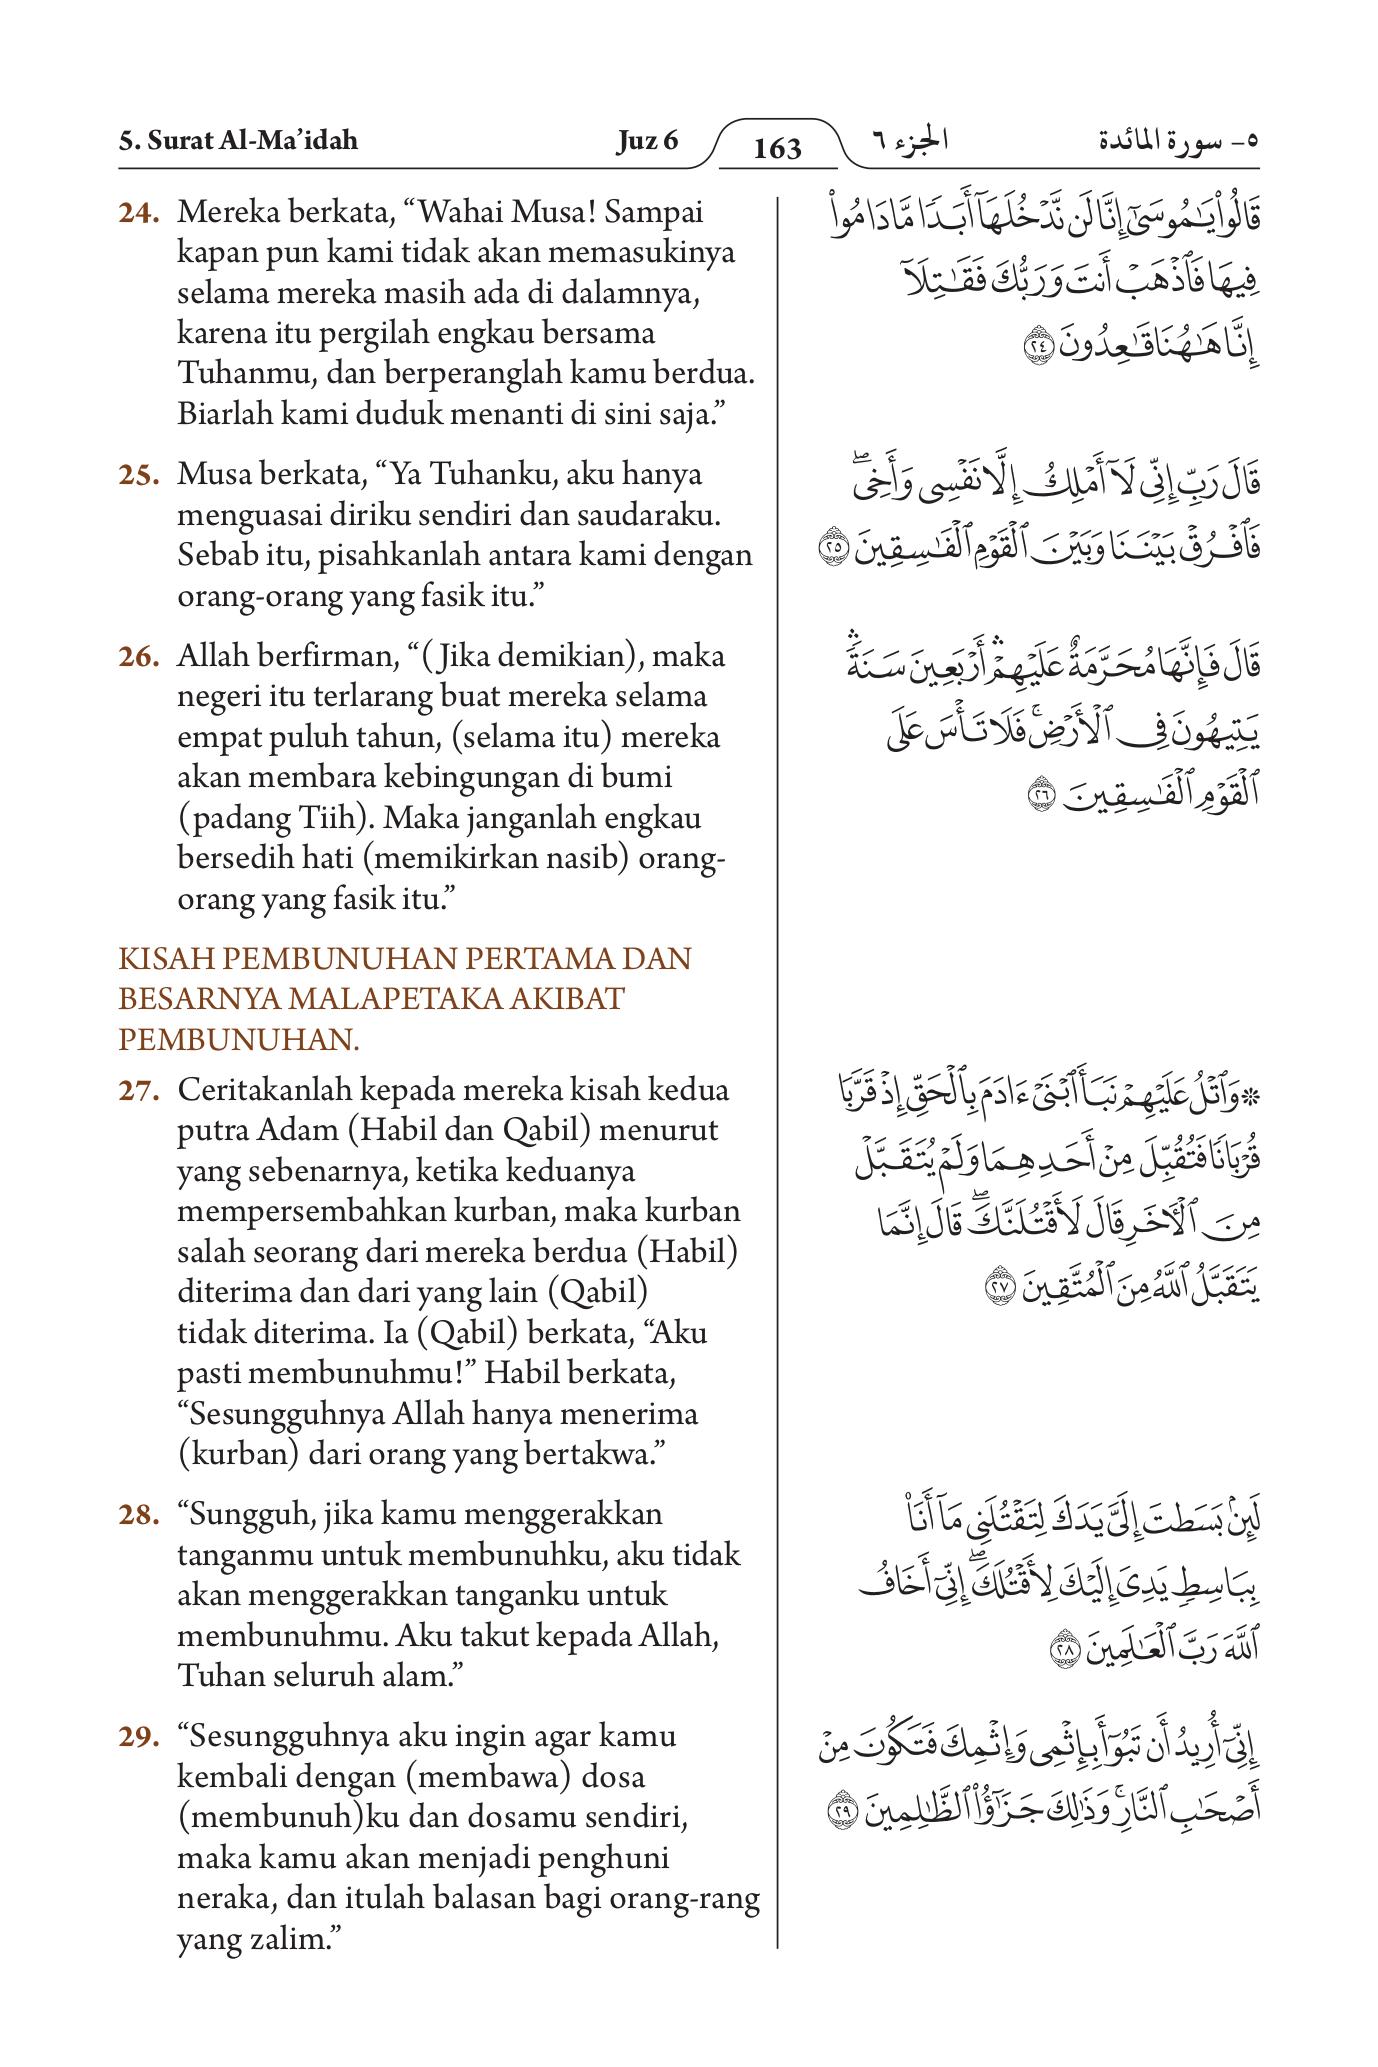 5. Surat Al-Ma’idah
Juz 6
163
الجزء ٦
٥- سورة المائدة
24. Mereka berkata, “Wahai Musa! Sampai
kapan pun kami tidak akan memasukinya
selama mereka masih ada di dalamnya,
karena itu pergilah engkau bersama
Tuhanmu, dan berperanglah kamu berdua.
Biarlah kami duduk menanti di sini saja.”
25. Musa berkata, “Ya Tuhanku, aku hanya
menguasai diriku sendiri dan saudaraku.
Sebab itu, pisahkanlah antara kami dengan
orang-orang yang fasik itu.”
26. Allah berfirman, “(Jika demikian), maka
negeri itu terlarang buat mereka selama
empat puluh tahun, (selama itu) mereka
akan membara kebingungan di bumi
(padang Tiih). Maka janganlah engkau
bersedih hati (memikirkan nasib) orang-
orang yang fasik itu.”
KISAH PEMBUNUHAN PERTAMA DAN
BESARNYA MALAPETAKA AKIBAT
PEMBUNUHAN.
27. Ceritakanlah kepada mereka kisah kedua
putra Adam (Habil dan Qabil) menurut
yang sebenarnya, ketika keduanya
mempersembahkan kurban, maka kurban
salah seorang dari mereka berdua (Habil)
diterima dan dari yang lain (Qabil)
tidak diterima. Ia (Qabil) berkata, “Aku
pasti membunuhmu!” Habil berkata,
“Sesungguhnya Allah hanya menerima
(kurban) dari orang yang bertakwa.”
28. “Sungguh, jika kamu menggerakkan
tanganmu untuk membunuhku, aku tidak
akan menggerakkan tanganku untuk
membunuhmu. Aku takut kepada Allah,
Tuhan seluruh alam.”
29. “Sesungguhnya aku ingin agar kamu
kembali dengan (membawa) dosa
(membunuh)ku dan dosamu sendiri,
maka kamu akan menjadi penghuni
neraka, dan itulah balasan bagi orang-rang
yang zalim.”
قَالُوا۟ يَـٰمُوسَىٰٓ إِنَّا لَن نَّدْخُلَهَآ أَبَدًا مَّا دَامُوا۟
فِيهَا فَٱذْهَبْ أَنتَ وَرَبُّكَ فَقَـٰتِلَآ
إِنَّا هَـٰهُنَا قَـٰعِدُونَ ٢٤
قَالَ رَبِّ إِنِّى لَآ أَمْلِكُ إِلَّا نَفْسِى وَأَخِى ۖ
فَٱفْرُقْ بَيْنَنَا وَبَيْنَ ٱلْقَوْمِ ٱلْفَـٰسِقِينَ ٢٥
قَالَ فَإِنَّهَا مُحَرَّمَةٌ عَلَيْهِمْ ۛ أَرْبَعِينَ سَنَةً ۛ
يَتِيهُونَ فِى ٱلْأَرْضِ ۚ فَلَا تَأْسَ عَلَى
ٱلْقَوْمِ ٱلْفَـٰسِقِينَ ٢٦
۞ وَٱتْلُ عَلَيْهِمْ نَبَأَ ٱبْنَىْ ءَادَمَ بِٱلْحَقِّ إِذْ قَرَّبَا
قُرْبَانًا فَتُقُبِّلَ مِنْ أَحَدِهِمَا وَلَمْ يُتَقَبَّلْ
مِنَ ٱلْـَٔاخَرِ قَالَ لَأَقْتُلَنَّكَ ۖ قَالَ إِنَّمَا
يَتَقَبَّلُ ٱللَّهُ مِنَ ٱلْمُتَّقِينَ ٢٧
لَئِنۢ بَسَطتَ إِلَىَّ يَدَكَ لِتَقْتُلَنِى مَآ أَنَا۠
بِبَاسِطٍ يَدِىَ إِلَيْكَ لِأَقْتُلَكَ ۖ إِنِّىٓ أَخَافُ
ٱللَّهَ رَبَّ ٱلْعَـٰلَمِينَ ٢٨
إِنِّىٓ أُرِيدُ أَن تَبُوٓأَ بِإِثْمِى وَإِثْمِكَ فَتَكُونَ مِنْ
أَصْحَـٰبِ ٱلنَّارِ ۚ وَذَٰلِكَ جَزَٰٓؤُا۟ ٱلظَّـٰلِمِينَ ٢٩